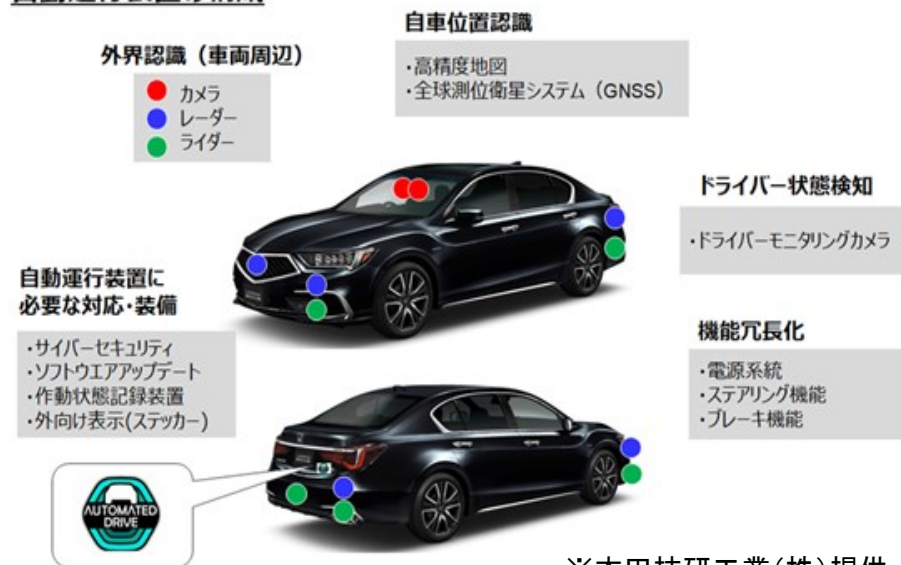 外界認識（車両周辺）
カメラ
レーダー
ライダー
自車位置認識
・高精度地図
・全球測位衛星システム（GNSS）
ドライバー状態検知
・ドライバーモニタリングカメラ
自動運行装置に
必要な対応・装備
・サイバーセキュリティ
・ソフトウエアアップデート
・作動状態記録装置
・外向け表示(ステッカー)
機能冗長化
・電源系統
・ステアリング機能
・ブレーキ機能
AUTOMATED
DRIVE